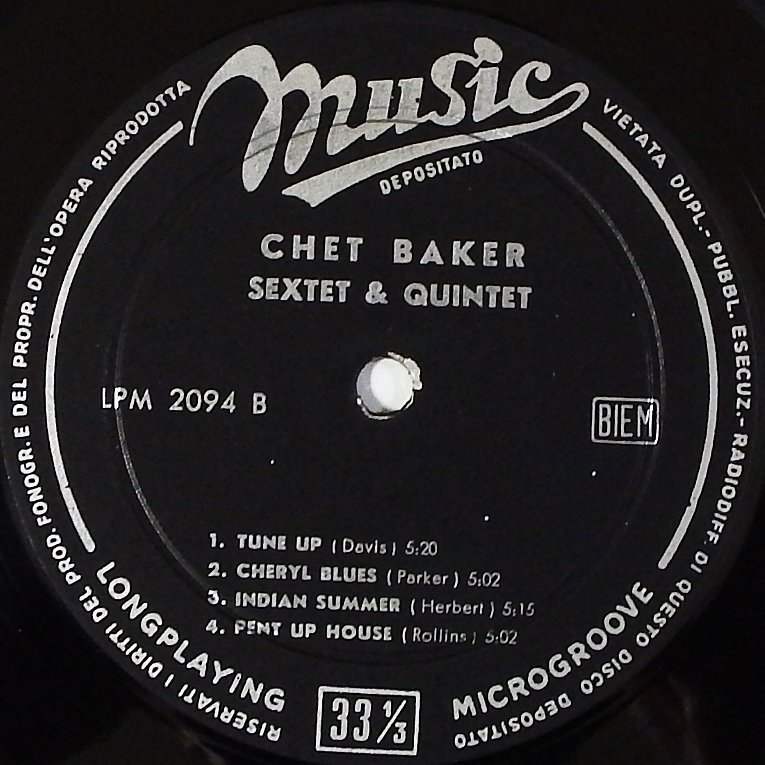 Music
DEPOSITATO
CHET BAKER
SEXTET & QUINTET
LPM 2094 B
BIEM
1. TUNE UP (Davis) 5:20
2. CHERYL BLUES (Parker) 5:02
3. INDIAN SUMMER (Herbert) 5:15
4. PENT UP HOUSE (Rollins) 5:02
LONGPLAYING
33 1/3
MICROGROOVE
RISERVATI I DIRITTI DEL PROD. FONOGR. E DEL PROPR. DELL'OPERA RIPRODOTTA
VIETATA DUPL.-PUBBL. ESECUZ.-RADIODIFF. DI QUESTO DISCO DEPOSITATO